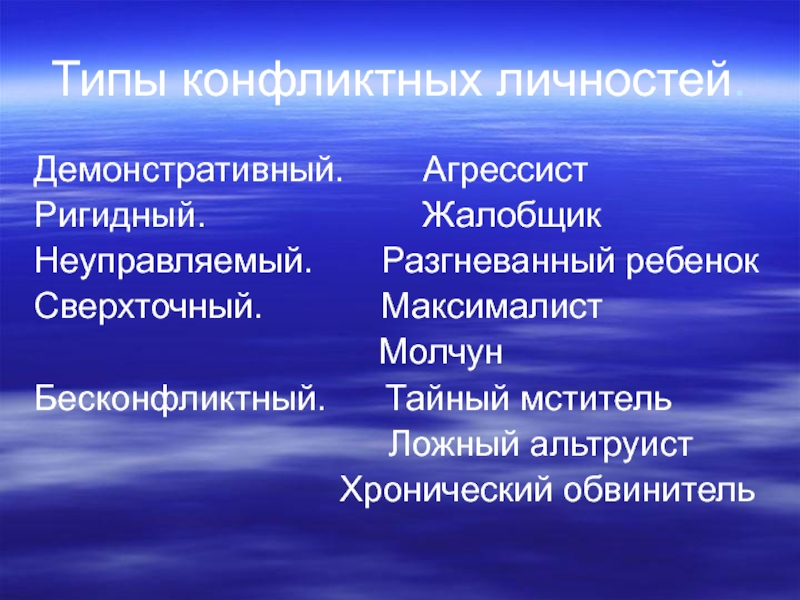 Типы конфликтных личностей.
Демонстративный. Агрессист
Ригидный. Жалобщик
Неуправляемый. Разгневанный ребенок
Сверхточный. Максималист
Молчун
Бесконфликтный. Тайный мститель
Ложный альтруист
Хронический обвинитель